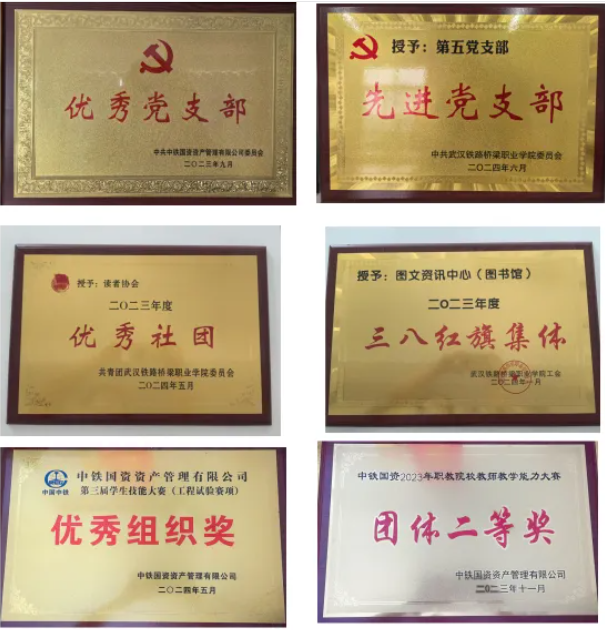 优秀党支部
中共中铁国资资产管理有限公司委员会
二〇二三年九月
授予：第五党支部
先进党支部
中共武汉铁路桥梁职业学院委员会
二〇二四年六月
授予：读者协会
二〇二三年度
优秀社团
共青团武汉铁路桥梁职业学院委员会
二〇二四年五月
授予：图文资讯中心（图书馆）
二〇二三年度
三八红旗集体
武汉铁路桥梁职业学院工会
二〇二四年一月
中国中铁
中铁国资资产管理有限公司
第三届学生技能大赛（工程试验赛项）
优秀组织奖
中铁国资资产管理有限公司
二〇二四年五月
中铁国资2023年职教院校教师教学能力大赛
团体二等奖
中铁国资资产管理有限公司
二〇二三年十一月